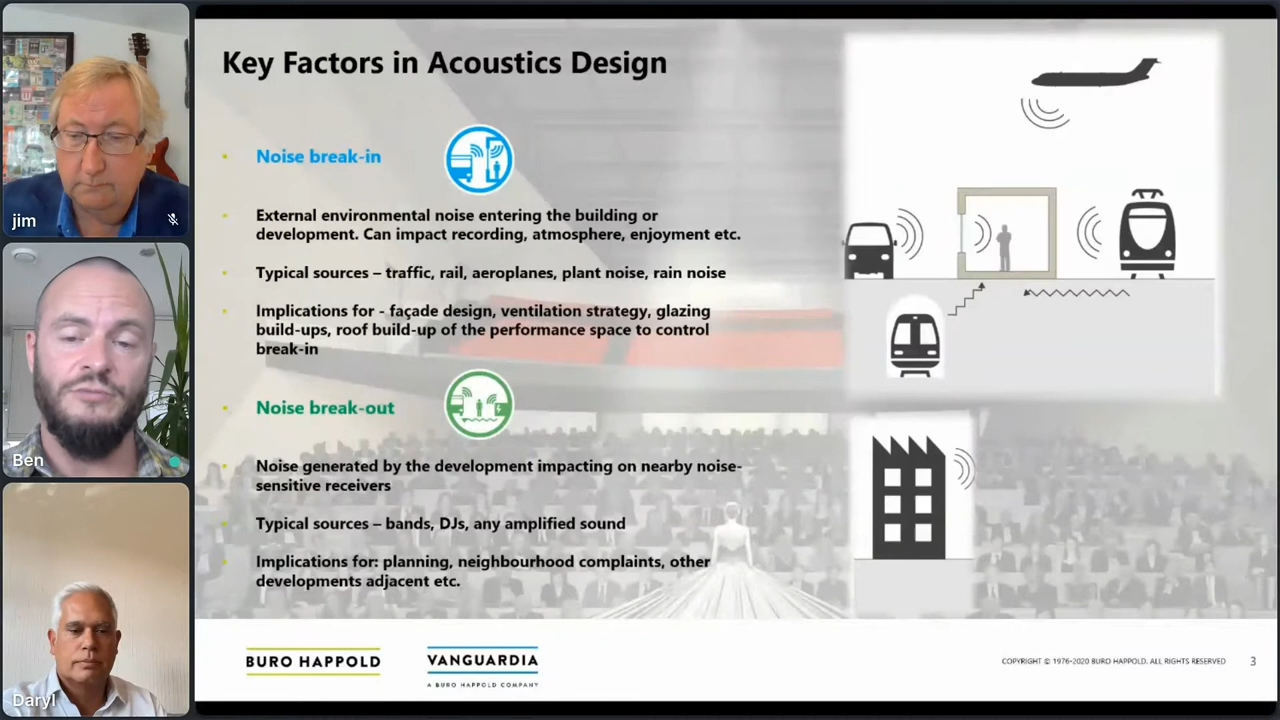 Key Factors in Acoustics Design
Noise break-in
External environmental noise entering the building or
development. Can impact recording, atmosphere, enjoyment etc.
Typical sources – traffic, rail, aeroplanes, plant noise, rain noise
Implications for - façade design, ventilation strategy, glazing
build-ups, roof build-up of the performance space to control
break-in
Noise break-out
Noise generated by the development impacting on nearby noise-
sensitive receivers
Typical sources – bands, DJs, any amplified sound
Implications for: planning, neighbourhood complaints, other
developments adjacent etc.
BURO HAPPOLD
VANGUARDIA
A BURO HAPPOLD COMPANY
COPYRIGHT © 1976-2020 BURO HAPPOLD. ALL RIGHTS RESERVED
3
jim
Ben
Daryl